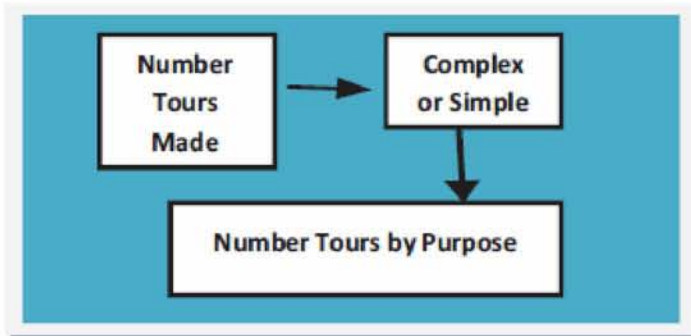 Number
Tours
Made
Complex
or Simple
Number Tours by Purpose